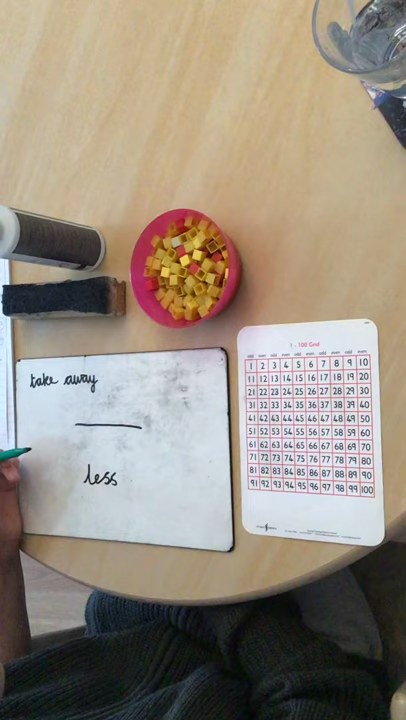 take away
less
1 - 100 Grid
odd even odd even odd even odd even odd even
1 2 3 4 5 6 7 8 9 10
11 12 13 14 15 16 17 18 19 20
21 22 23 24 25 26 27 28 29 30
31 32 33 34 35 36 37 38 39 40
41 42 43 44 45 46 47 48 49 50
51 52 53 54 55 56 57 58 59 60
61 62 63 64 65 66 67 68 69 70
71 72 73 74 75 76 77 78 79 80
81 82 83 84 85 86 87 88 89 90
91 92 93 94 95 96 97 98 99 100